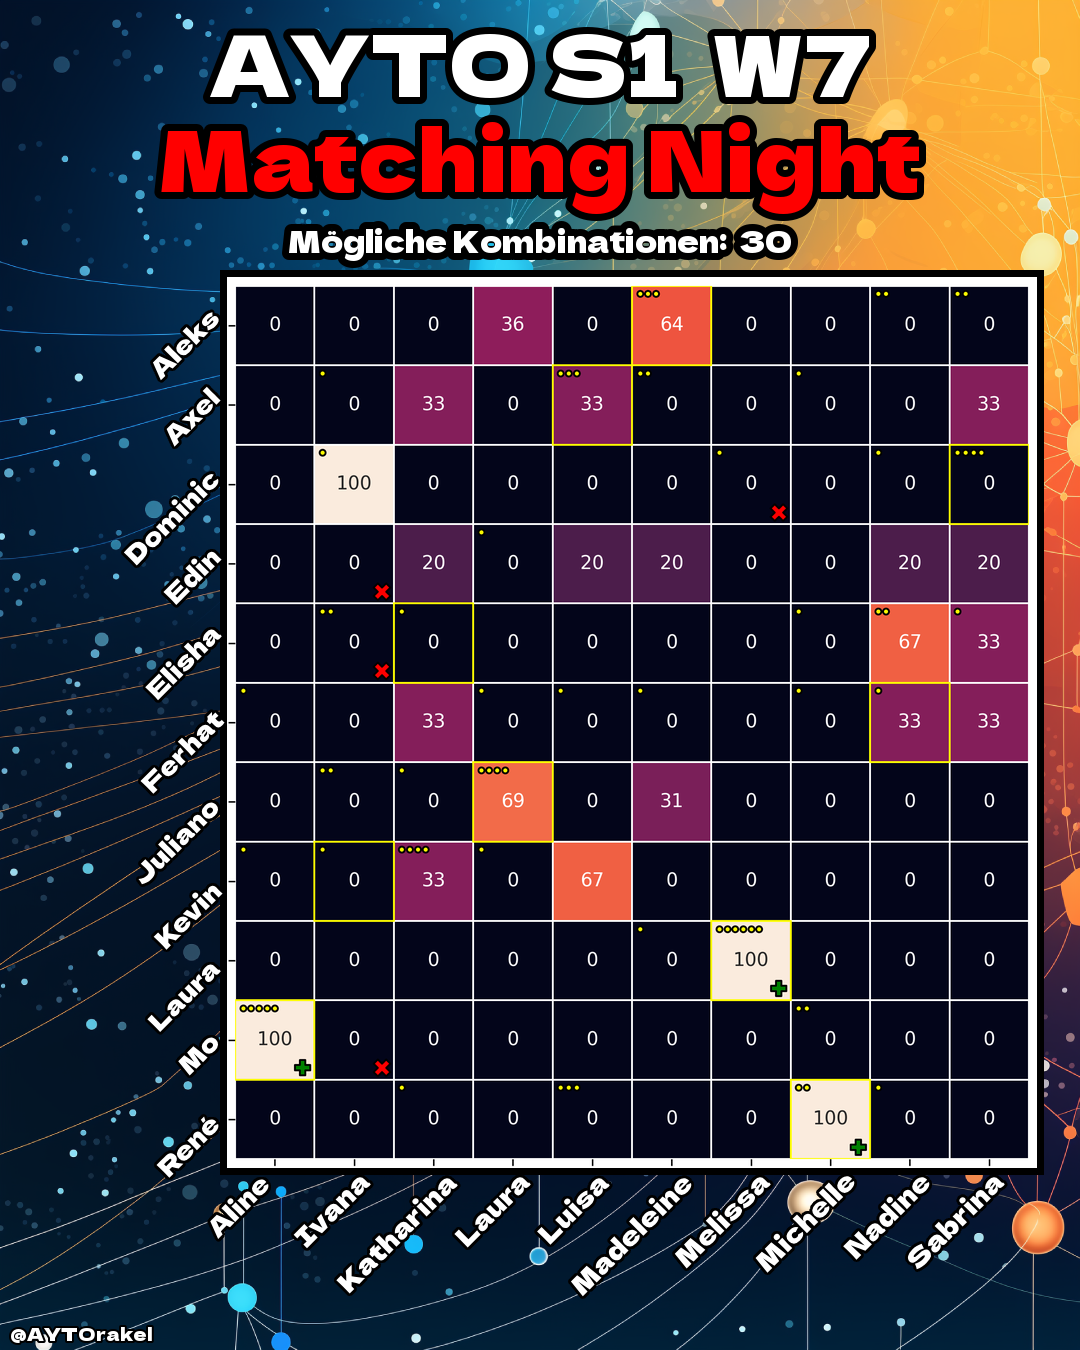 AYTO S1 W7
Matching Night
Mögliche Kombinationen: 30
Aleks 0 0 0 36 0 64 0 0 0 0
Axel 0 0 33 0 33 0 0 0 0 33
Dominic 0 100 0 0 0 0 0 0 0 0
Edin 0 0 20 0 20 20 0 0 20 20
Elisha 0 0 0 0 0 0 0 0 67 33
Ferhat 0 0 33 0 0 0 0 0 33 33
Juliano 0 0 0 69 0 31 0 0 0 0
Kevin 0 0 33 0 67 0 0 0 0 0
Laura 0 0 0 0 0 0 100 0 0 0
Mo 100 0 0 0 0 0 0 0 0 0
René 0 0 0 0 0 0 0 100 0 0
Aline Ivana Katharina Laura Luisa Madeleine Melissa Michelle Nadine Sabrina
@AYTOrakel